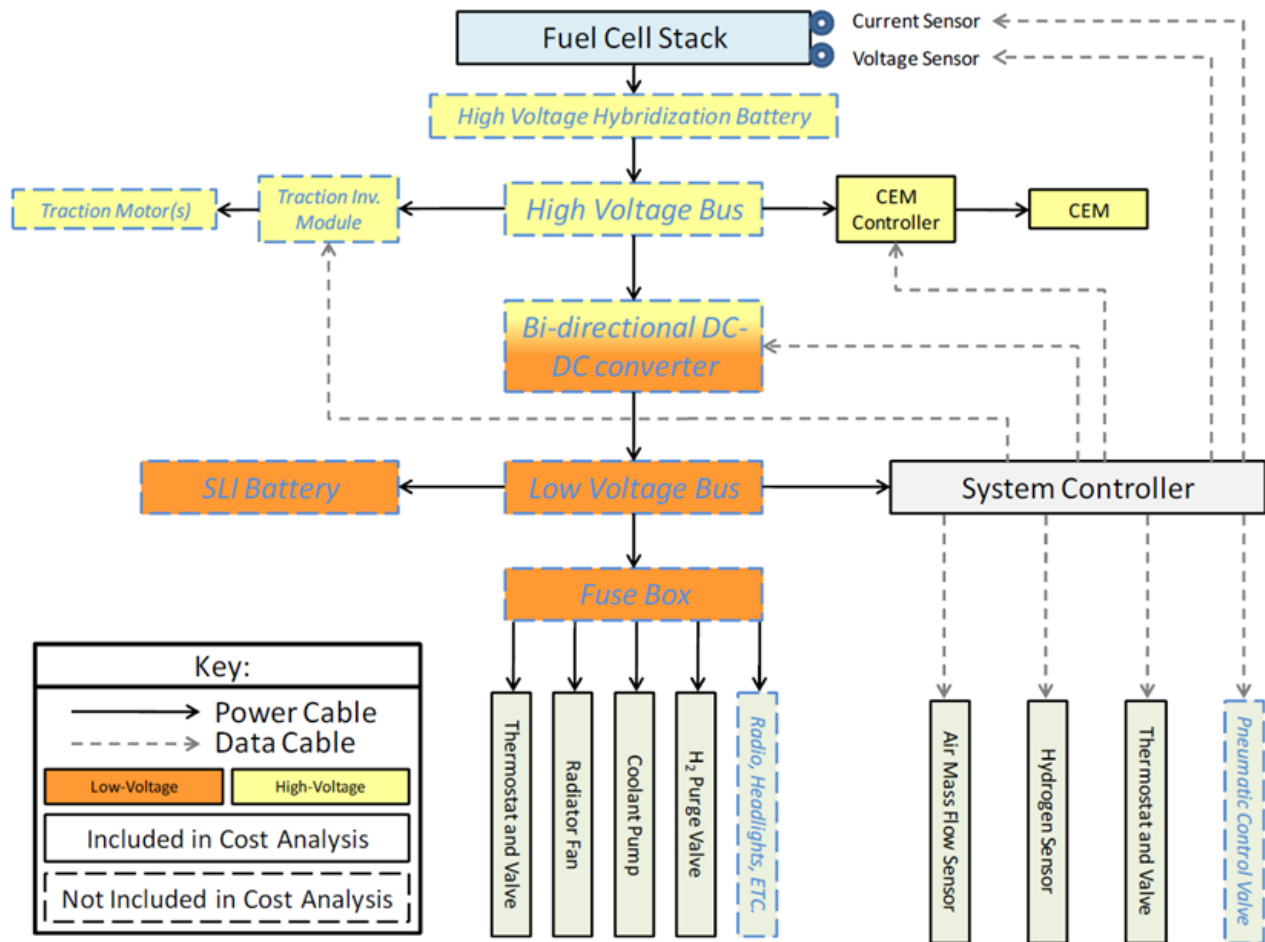 Fuel Cell Stack
Current Sensor
Voltage Sensor
High Voltage Hybridization Battery
Traction Motor(s)
Traction Inv.
Module
High Voltage Bus
CEM
Controller
CEM
Bi-directional DC-
DC converter
SLI Battery
Low Voltage Bus
System Controller
Fuse Box
Thermostat and Valve
Radiator Fan
Coolant Pump
H₂ Purge Valve
Radio, Headlights, ETC.
Air Mass Flow Sensor
Hydrogen Sensor
Thermostat and Valve
Pneumatic Control Valve
Key:
Power Cable
Data Cable
Low-Voltage
High-Voltage
Included in Cost Analysis
Not Included in Cost Analysis